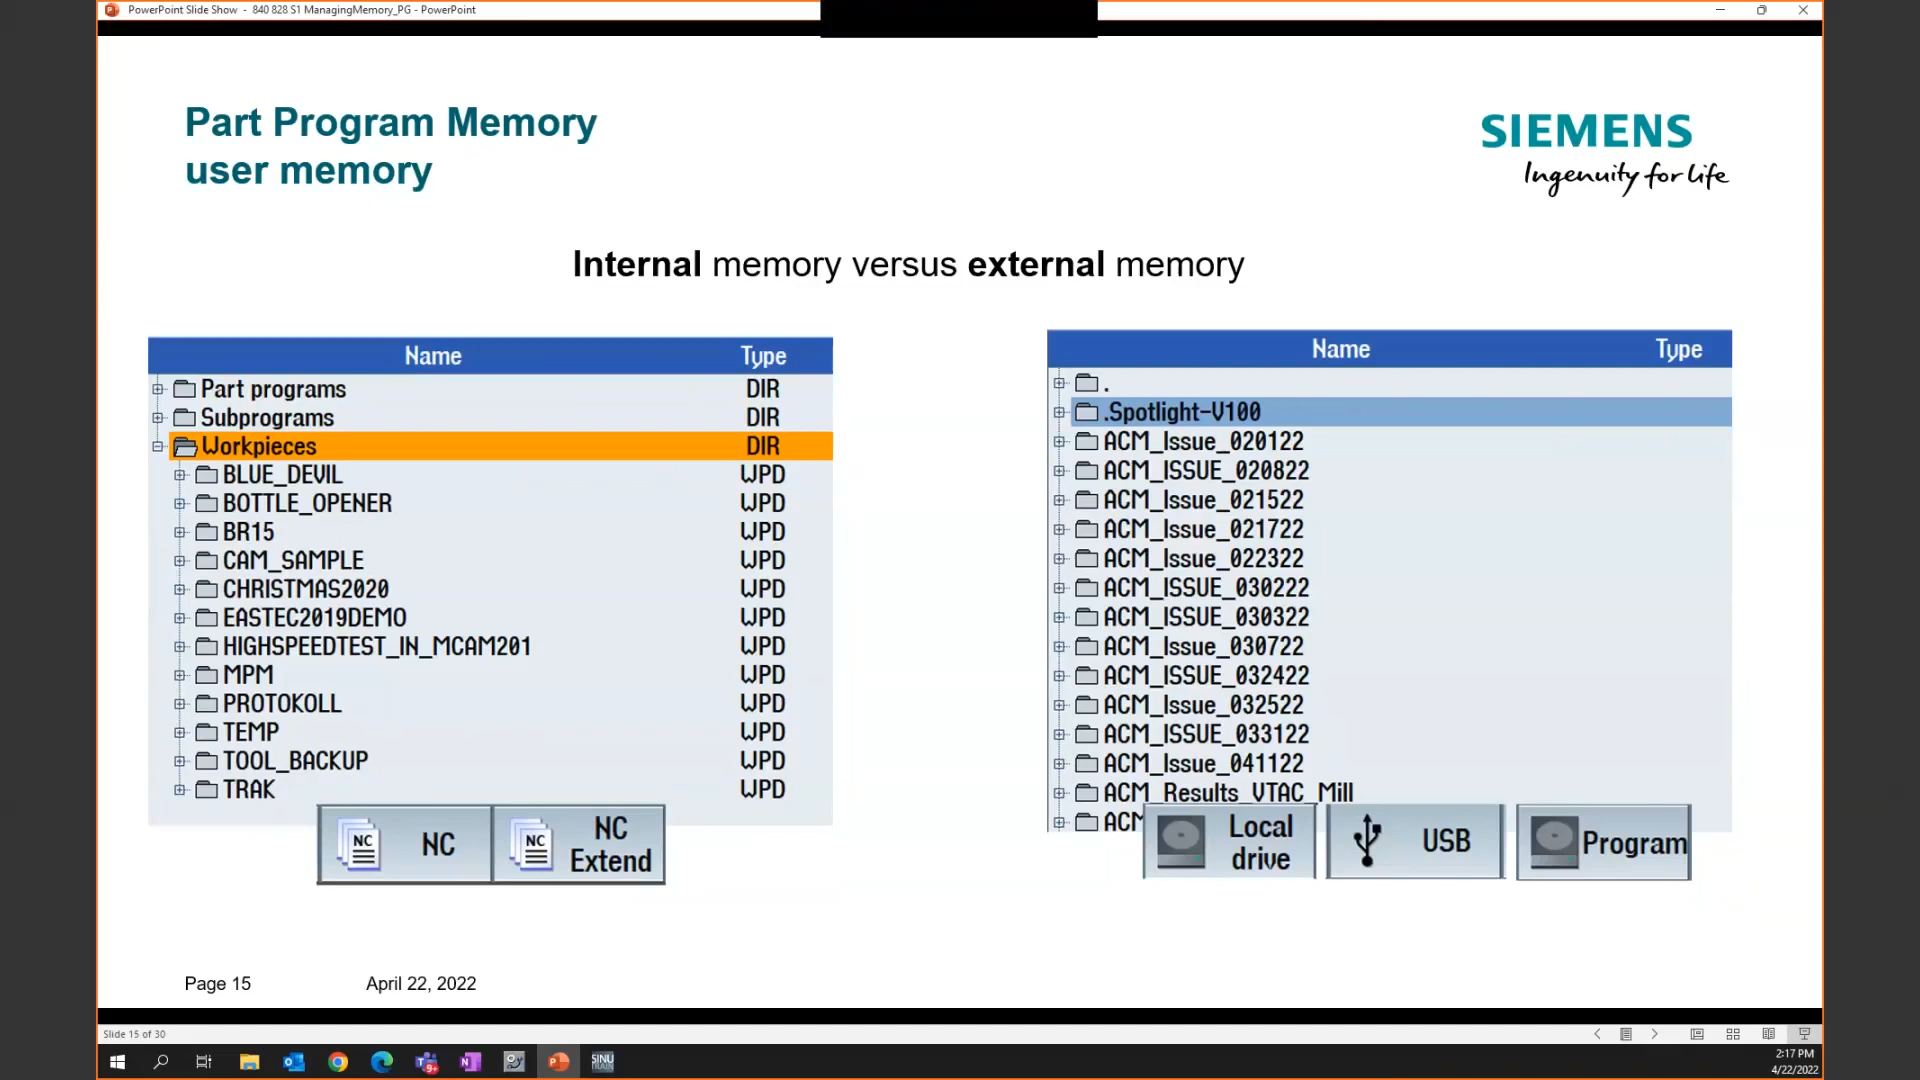 PowerPoint Slide Show - 840 828 S1 ManagingMemory_PG - PowerPoint
Part Program Memory
user memory
SIEMENS
Ingenuity for life
Internal memory versus external memory
Name Type
Part programs DIR
Subprograms DIR
Workpieces DIR
BLUE_DEVIL WPD
BOTTLE_OPENER WPD
BR15 WPD
CAM_SAMPLE WPD
CHRISTMAS2020 WPD
EASTEC2019DEMO WPD
HIGHSPEEDTEST_IN_MCAM201 WPD
MPM WPD
PROTOKOLL WPD
TEMP WPD
TOOL_BACKUP WPD
TRAK WPD
NC
NC
NC
NC
Extend
Name Type
.
.Spotlight-V100
ACM_Issue_020122
ACM_ISSUE_020822
ACM_Issue_021522
ACM_Issue_021722
ACM_Issue_022322
ACM_ISSUE_030222
ACM_ISSUE_030322
ACM_Issue_030722
ACM_ISSUE_032422
ACM_Issue_032522
ACM_ISSUE_033122
ACM_Issue_041122
ACM_Results_VTAC_Mill
ACM
Local
drive
USB
Program
Page 15 April 22, 2022
Slide 15 of 30
9+
SINU
TRAIN
2:17 PM
4/22/2022